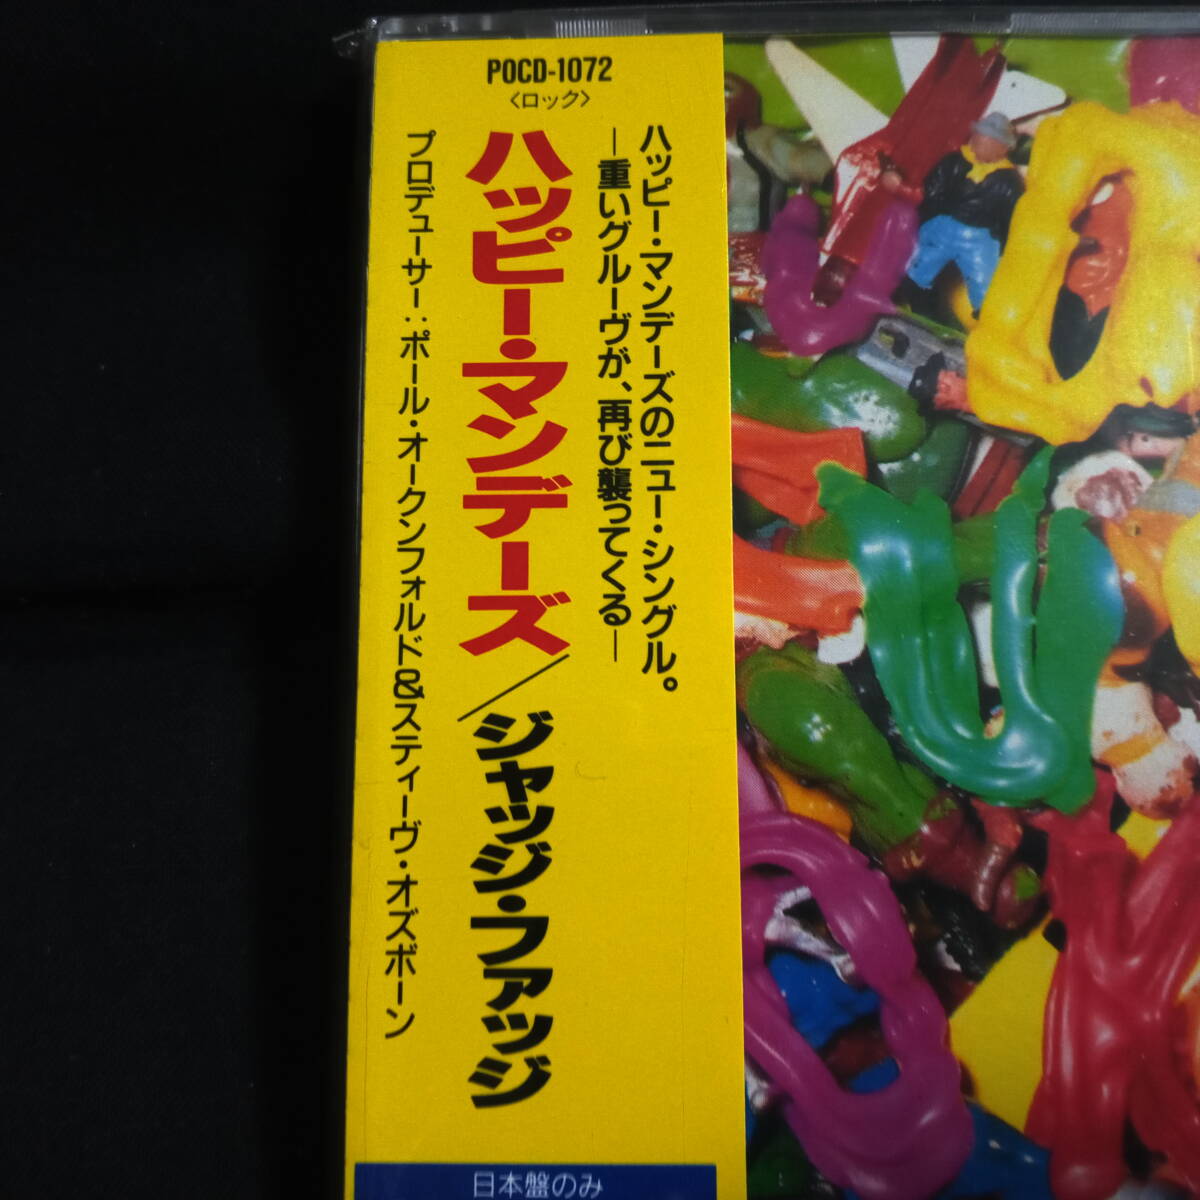 POCD-1072
〈ロック〉
ハッピー・マンデーズのニュー・シングル。
―重いグルーヴが、再び襲ってくる―
ハッピー・マンデーズ／ジャッジ・ファッジ
プロデューサー：ポール・オークンフォルド&スティーヴ・オズボーン
日本盤のみ